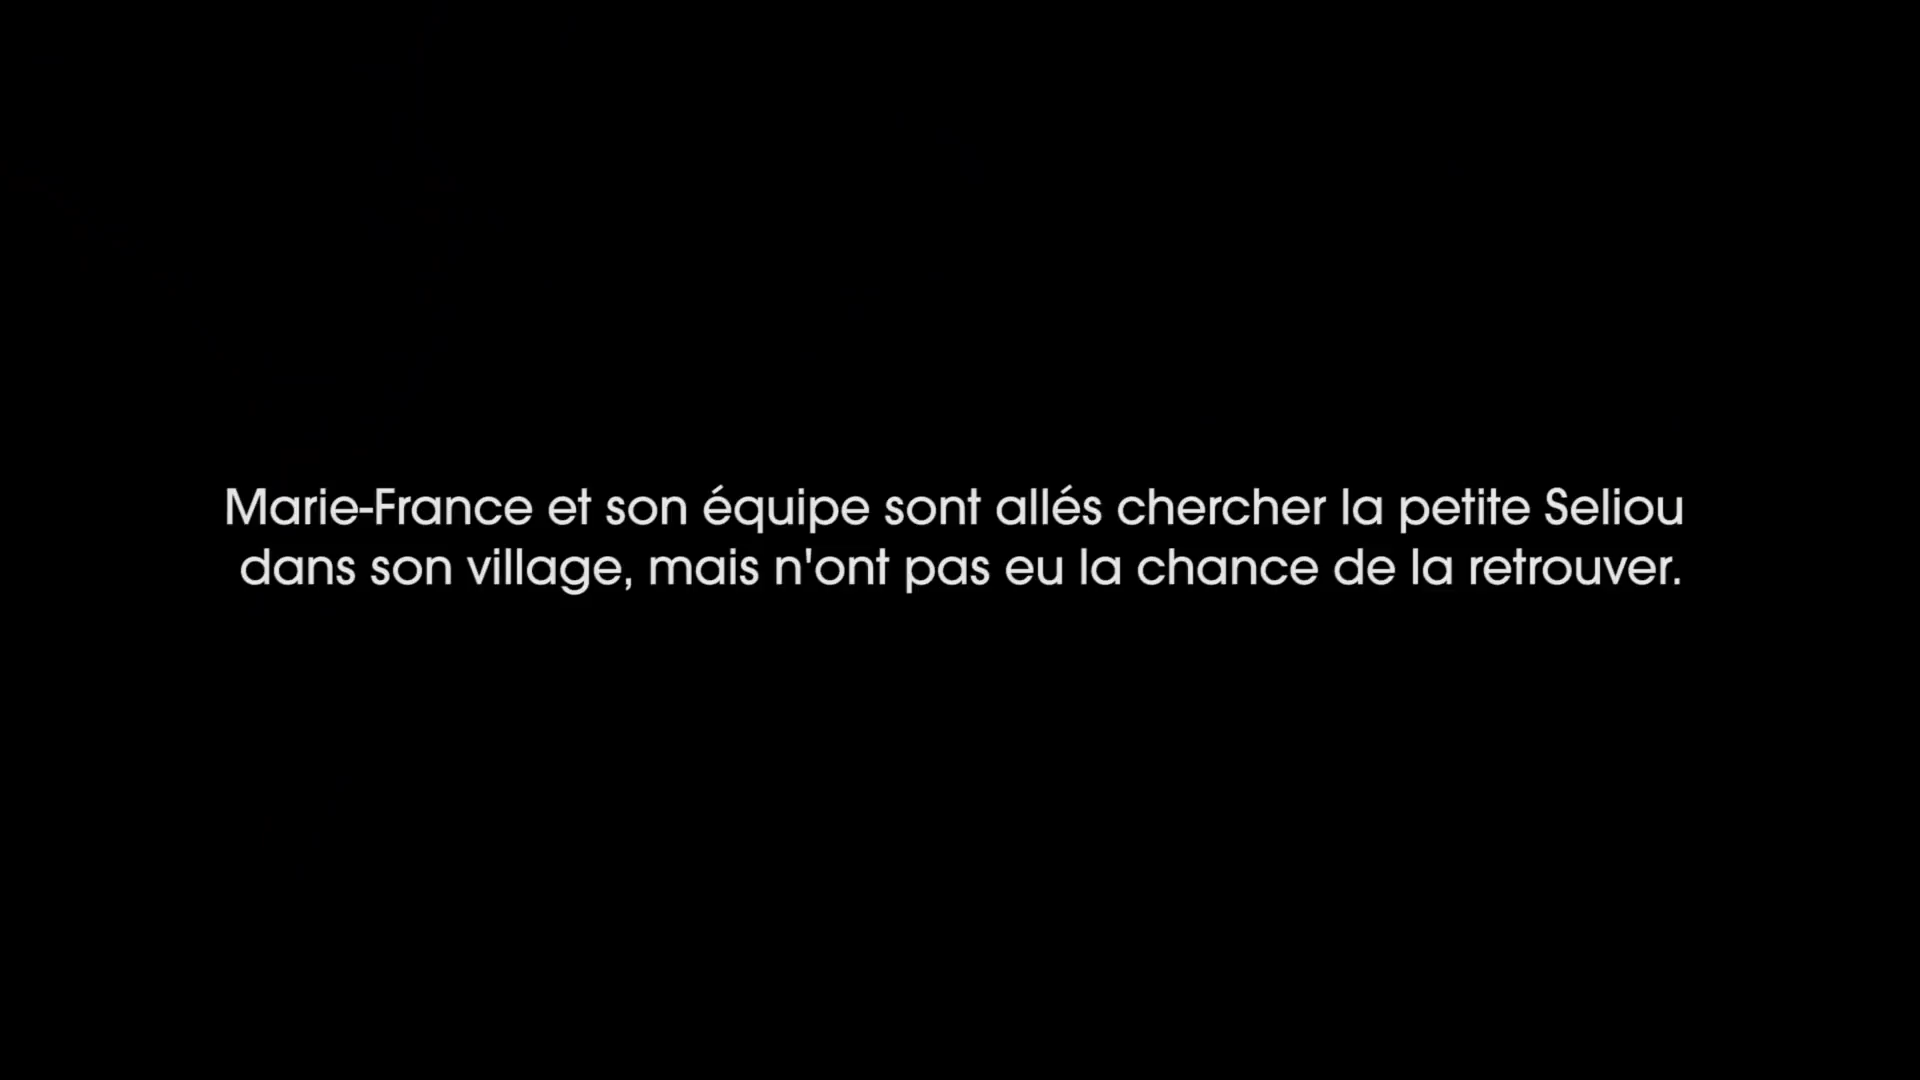 Marie-France et son équipe sont allés chercher la petite Seliou
dans son village, mais n'ont pas eu la chance de la retrouver.